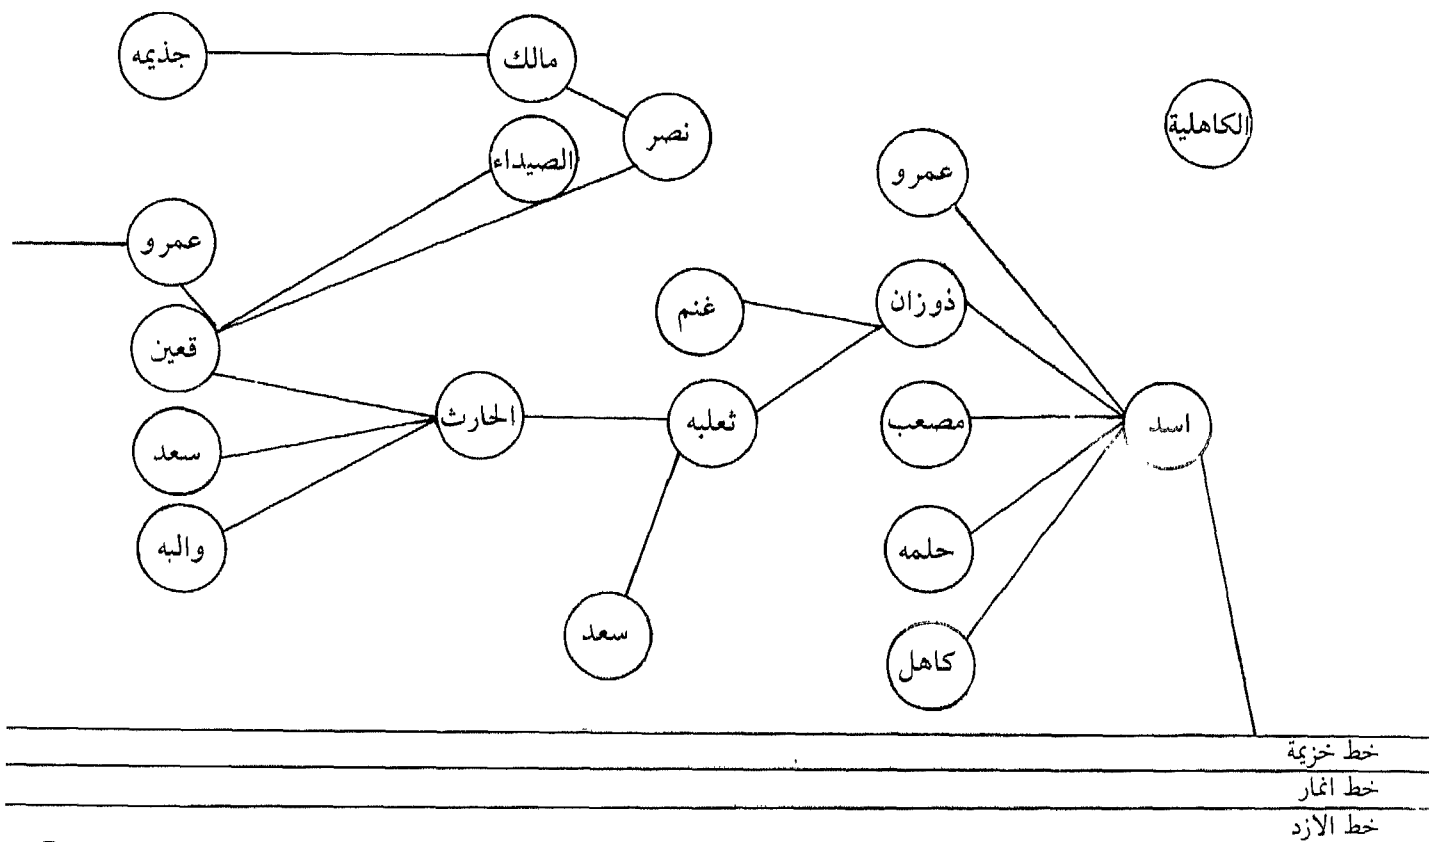 الكاهلية
اسد
عمرو
ذوزان
مصعب
حلمه
كاهل
غنم
ثعلبه
سعد
الحارث
نصر
مالك
الصيداء
جذيمه
عمرو
قعين
سعد
والبه
خط خزيمة
خط انمار
خط الازد